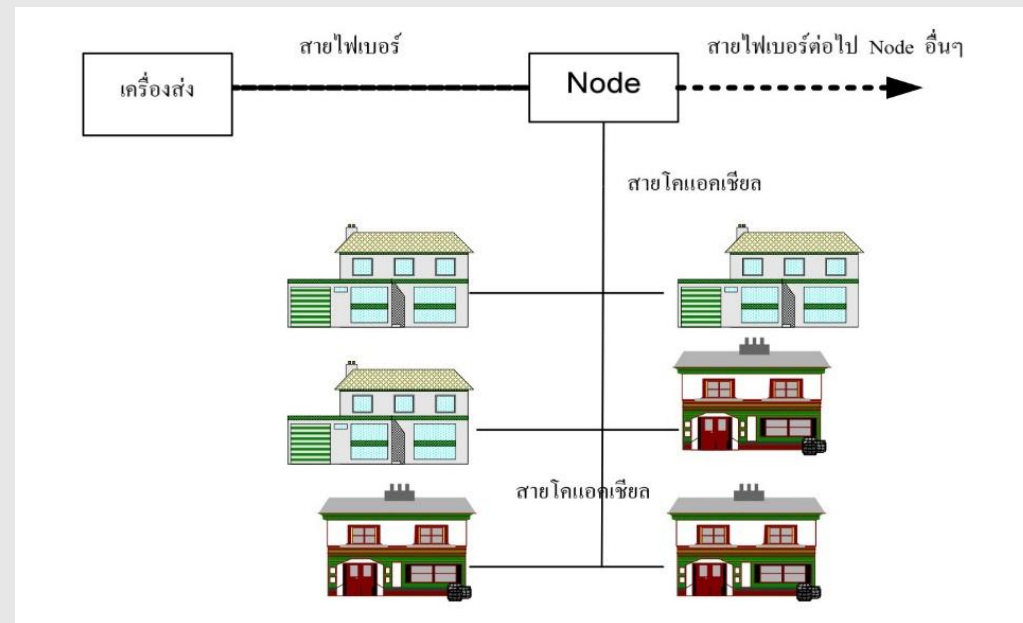 สายไฟเบอร์
สายไฟเบอร์ต่อไป Node อื่นๆ
เครื่องส่ง
Node
สายโคแอคเชียล
สายโคแอคเชียล